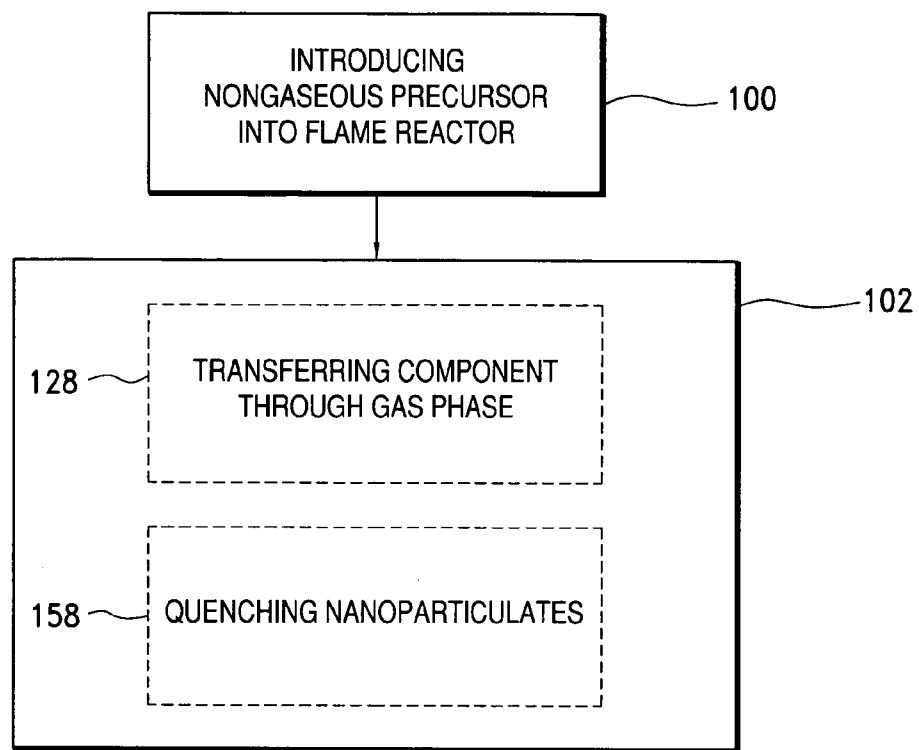 INTRODUCING
NONGASEOUS PRECURSOR
INTO FLAME REACTOR
100
102
128
TRANSFERRING COMPONENT
THROUGH GAS PHASE
158
QUENCHING NANOPARTICULATES